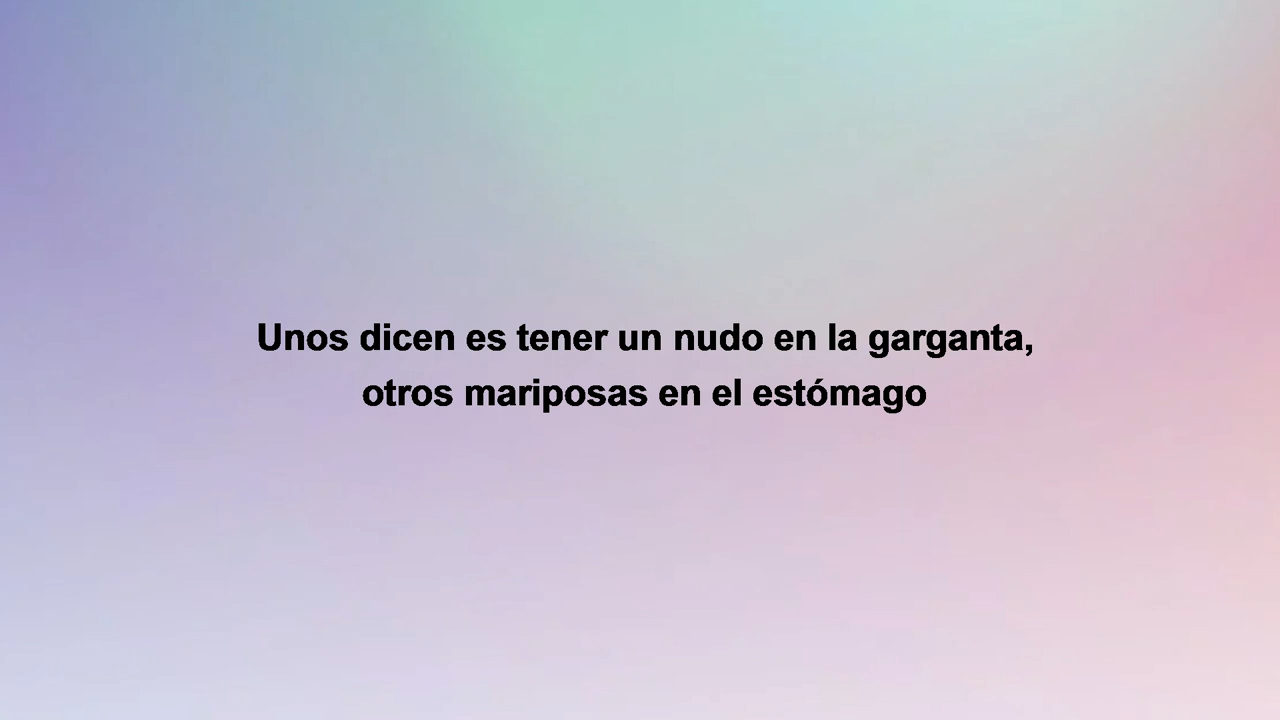 Unos dicen es tener un nudo en la garganta,
otros mariposas en el estómago